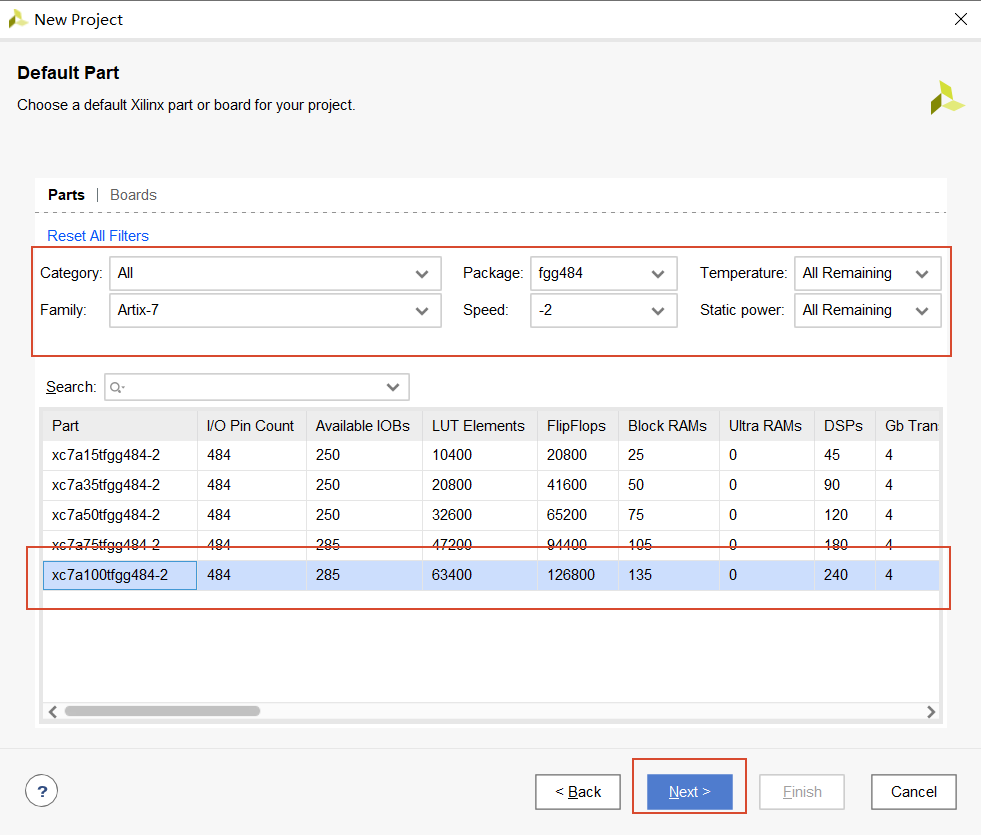 New Project
Default Part
Choose a default Xilinx part or board for your project.
Parts | Boards
Reset All Filters
Category: All Package: fgg484 Temperature: All Remaining
Family: Artix-7 Speed: -2 Static power: All Remaining
Search:
Part I/O Pin Count Available IOBs LUT Elements FlipFlops Block RAMs Ultra RAMs DSPs Gb Tran
xc7a15tfgg484-2 484 250 10400 20800 25 0 45 4
xc7a35tfgg484-2 484 250 20800 41600 50 0 90 4
xc7a50tfgg484-2 484 250 32600 65200 75 0 120 4
xc7a75tfgg484-2 484 285 47200 94400 105 0 180 4
xc7a100tfgg484-2 484 285 63400 126800 135 0 240 4
? < Back Next > Finish Cancel